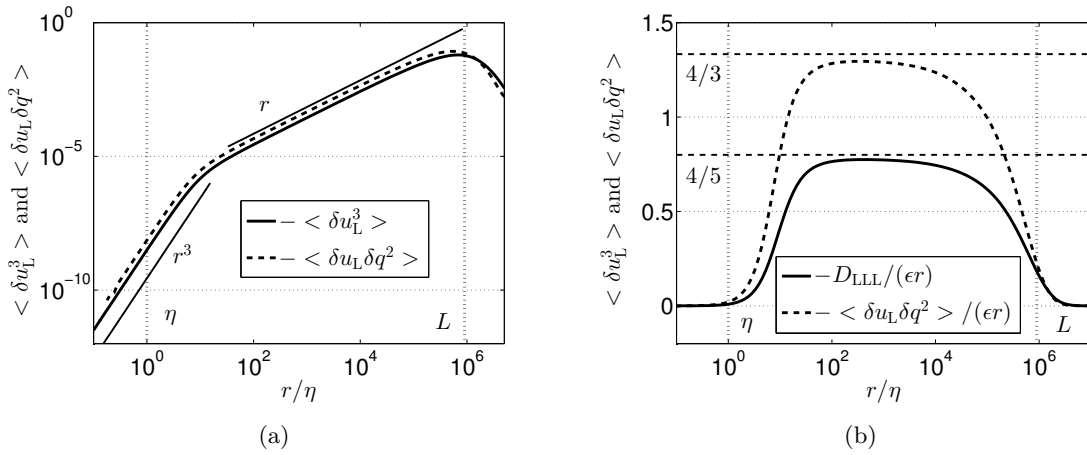 10^0
10^{-5}
10^{-10}
< δu_L^3 > and < δu_L δq^2 >
r
r^3
− < δu_L^3 >
− < δu_L δq^2 >
η
L
10^0
10^2
10^4
10^6
r/η
(a)
1.5
1
0.5
0
< δu_L^3 > and < δu_L δq^2 >
4/3
4/5
−D_{LLL}/(ϵr)
− < δu_L δq^2 > /(ϵr)
η
L
10^0
10^2
10^4
10^6
r/η
(b)